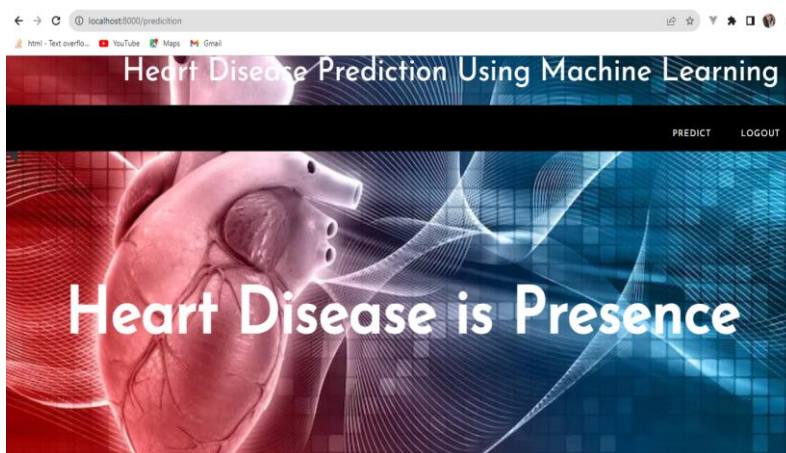 localhost:8000/predicition
html - Text overflo... YouTube Maps Gmail
Heart Disease Prediction Using Machine Learning
PREDICT LOGOUT
Heart Disease is Presence